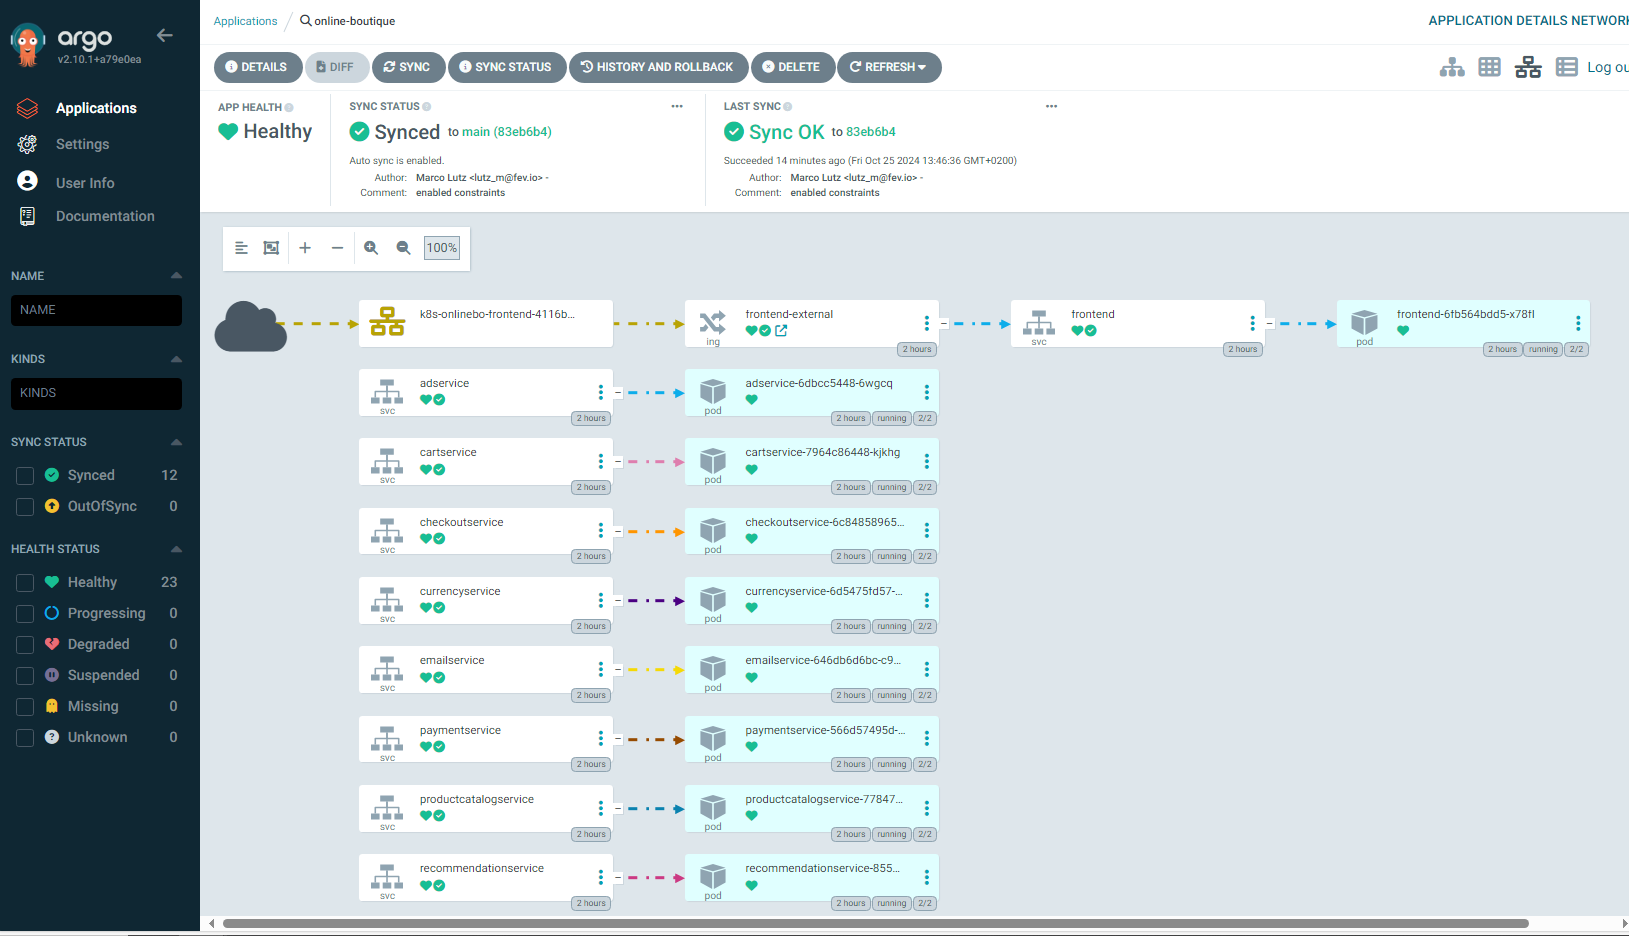 argo
v2.10.1+a79e0ea
Applications
Settings
User Info
Documentation
NAME
NAME
KINDS
KINDS
SYNC STATUS
Synced 12
OutOfSync 0
HEALTH STATUS
Healthy 23
Progressing 0
Degraded 0
Suspended 0
Missing 0
Unknown 0
Applications / online-boutique
APPLICATION DETAILS NETWORK
DETAILS DIFF SYNC SYNC STATUS HISTORY AND ROLLBACK DELETE REFRESH
Log ou
APP HEALTH
Healthy
SYNC STATUS
Synced to main (83eb6b4)
Auto sync is enabled.
Author: Marco Lutz <lutz_m@fev.io> -
Comment: enabled constraints
LAST SYNC
Sync OK to 83eb6b4
Succeeded 14 minutes ago (Fri Oct 25 2024 13:46:36 GMT+0200)
Author: Marco Lutz <lutz_m@fev.io> -
Comment: enabled constraints
100%
k8s-onlinebo-frontend-4116b...
frontend-external
ing
2 hours
frontend
svc
2 hours
frontend-6fb564bdd5-x78fl
pod
2 hours running 2/2
adservice
svc
2 hours
adservice-6dbcc5448-6wgcq
pod
2 hours running 2/2
cartservice
svc
2 hours
cartservice-7964c86448-kjkhg
pod
2 hours running 2/2
checkoutservice
svc
2 hours
checkoutservice-6c84858965...
pod
2 hours running 2/2
currencyservice
svc
2 hours
currencyservice-6d5475fd57-...
pod
2 hours running 2/2
emailservice
svc
2 hours
emailservice-646db6d6bc-c9...
pod
2 hours running 2/2
paymentservice
svc
2 hours
paymentservice-566d57495d-...
pod
2 hours running 2/2
productcatalogservice
svc
2 hours
productcatalogservice-77847...
pod
2 hours running 2/2
recommendationservice
svc
2 hours
recommendationservice-855...
pod
2 hours running 2/2